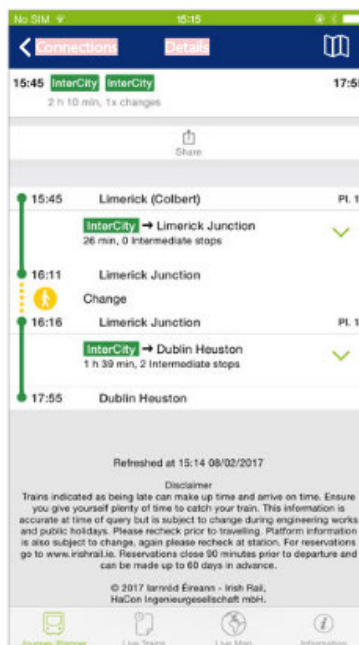 No SIM 15:15
Connections Details
15:45 InterCity InterCity 17:55
2 h 10 min, 1x changes
Share
15:45 Limerick (Colbert) Pl. 1
InterCity → Limerick Junction
26 min, 0 Intermediate stops
16:11 Limerick Junction
Change
16:16 Limerick Junction Pl. 1
InterCity → Dublin Heuston
1 h 39 min, 2 Intermediate stops
17:55 Dublin Heuston
Refreshed at 15:14 08/02/2017
Disclaimer
Trains indicated as being late can make up time and arrive on time. Ensure
you give yourself plenty of time to catch your train. This information is
accurate at time of query but is subject to change during engineering works
and public holidays. Please recheck prior to travelling. Platform information
is also subject to change, again please recheck at station. For reservations
go to www.irishrail.ie. Reservations close 90 minutes prior to departure and
can be made up to 60 days in advance.
© 2017 Iarnród Éireann - Irish Rail,
HaCon Ingenieurgesellschaft mbH.
Journey Planner Live Trains Live Map Information